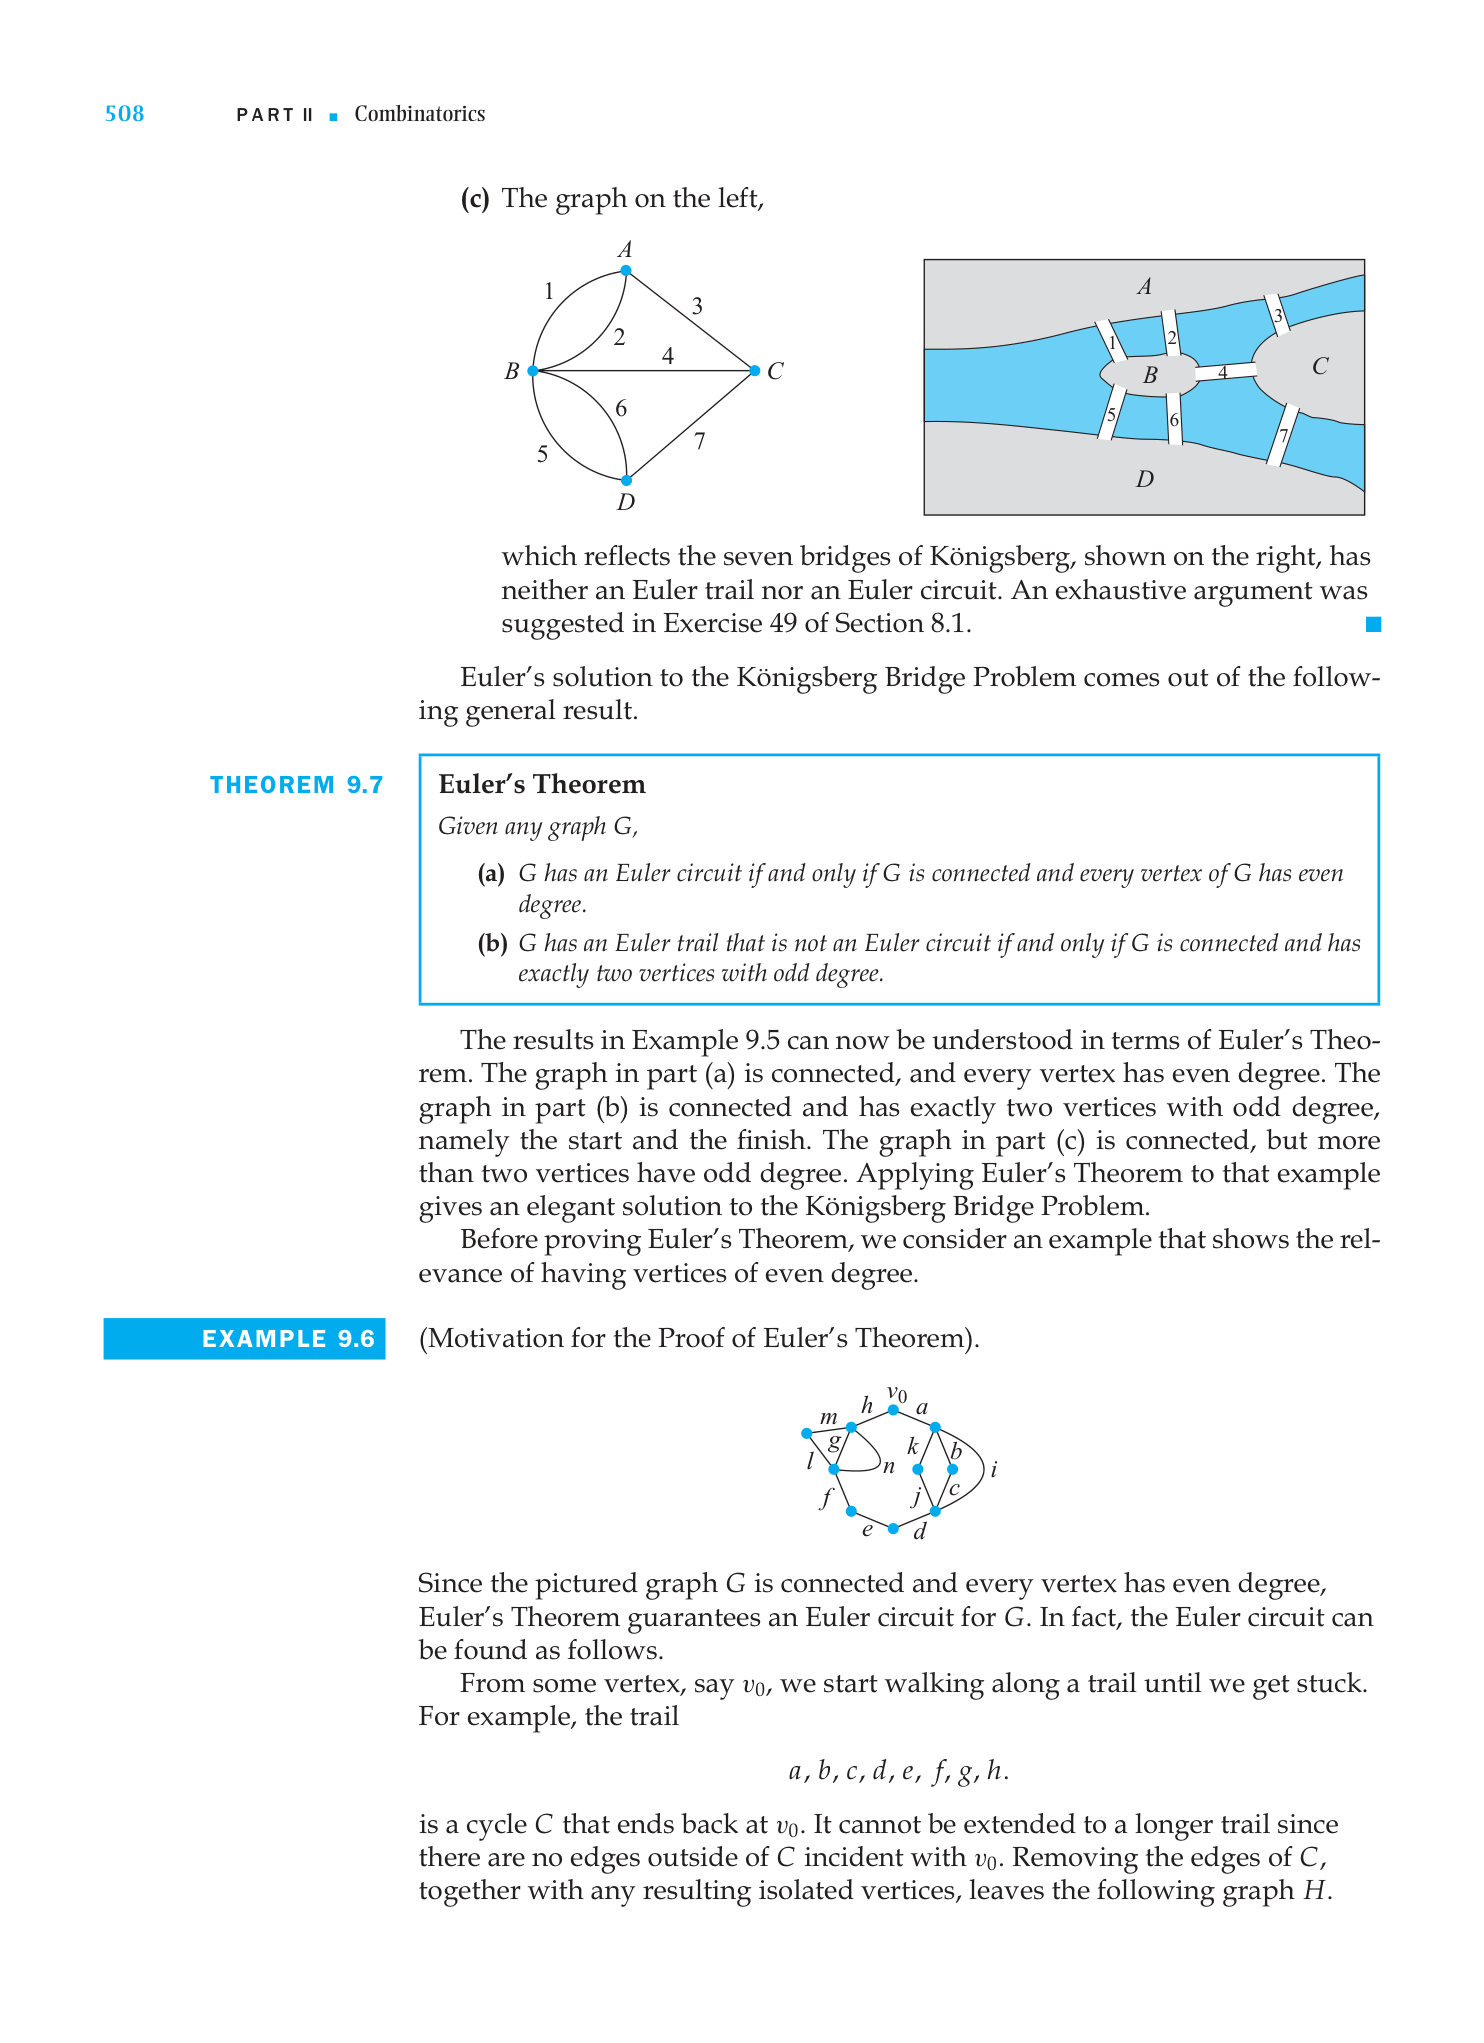 508 PART II ■ Combinatorics
(c) The graph on the left,
A
1
3
2
4
B
C
6
7
5
D
A
3
2
1
C
B
4
5
6
7
D
which reflects the seven bridges of Königsberg, shown on the right, has
neither an Euler trail nor an Euler circuit. An exhaustive argument was
suggested in Exercise 49 of Section 8.1. ■
Euler’s solution to the Königsberg Bridge Problem comes out of the follow-
ing general result.
THEOREM 9.7 Euler’s Theorem
Given any graph G,
(a) G has an Euler circuit if and only if G is connected and every vertex of G has even
degree.
(b) G has an Euler trail that is not an Euler circuit if and only if G is connected and has
exactly two vertices with odd degree.
The results in Example 9.5 can now be understood in terms of Euler’s Theo-
rem. The graph in part (a) is connected, and every vertex has even degree. The
graph in part (b) is connected and has exactly two vertices with odd degree,
namely the start and the finish. The graph in part (c) is connected, but more
than two vertices have odd degree. Applying Euler’s Theorem to that example
gives an elegant solution to the Königsberg Bridge Problem.
Before proving Euler’s Theorem, we consider an example that shows the rel-
evance of having vertices of even degree.
EXAMPLE 9.6 (Motivation for the Proof of Euler’s Theorem).
v0
h a
m
g k b
l n i
f j c
e d
Since the pictured graph G is connected and every vertex has even degree,
Euler’s Theorem guarantees an Euler circuit for G. In fact, the Euler circuit can
be found as follows.
From some vertex, say v0, we start walking along a trail until we get stuck.
For example, the trail
a, b, c, d, e, f, g, h.
is a cycle C that ends back at v0. It cannot be extended to a longer trail since
there are no edges outside of C incident with v0. Removing the edges of C,
together with any resulting isolated vertices, leaves the following graph H.